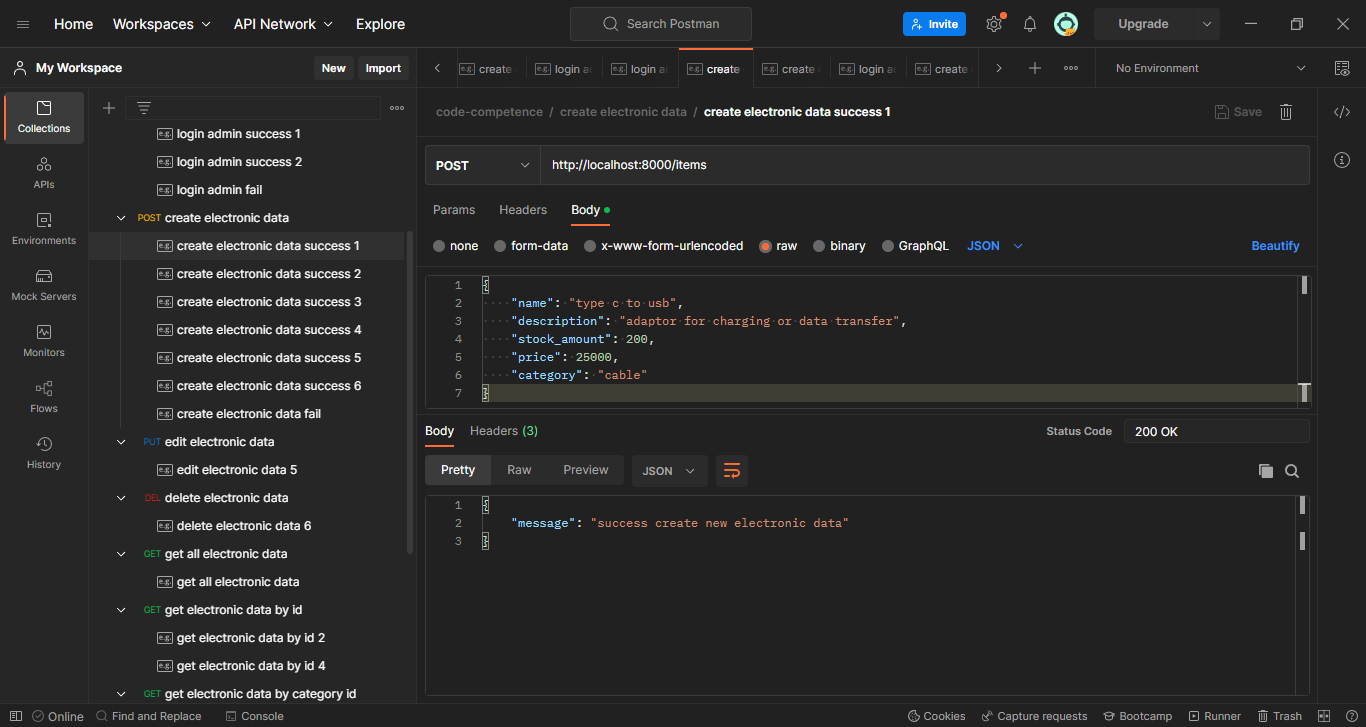 Home Workspaces API Network Explore Search Postman Invite Upgrade
My Workspace New Import
create login a login a create create login a create No Environment
Collections
APIs
Environments
Mock Servers
Monitors
Flows
History
login admin success 1
login admin success 2
login admin fail
POST create electronic data
create electronic data success 1
create electronic data success 2
create electronic data success 3
create electronic data success 4
create electronic data success 5
create electronic data success 6
create electronic data fail
PUT edit electronic data
edit electronic data 5
DEL delete electronic data
delete electronic data 6
GET get all electronic data
get all electronic data
GET get electronic data by id
get electronic data by id 2
get electronic data by id 4
GET get electronic data by category id
code-competence / create electronic data / create electronic data success 1 Save
POST http://localhost:8000/items
Params Headers Body
none form-data x-www-form-urlencoded raw binary GraphQL JSON Beautify
1 {
2 "name": "type c to usb",
3 "description": "adaptor for charging or data transfer",
4 "stock_amount": 200,
5 "price": 25000,
6 "category": "cable"
7 }
Body Headers (3) Status Code 200 OK
Pretty Raw Preview JSON
1 {
2 "message": "success create new electronic data"
3 }
Online Find and Replace Console Cookies Capture requests Bootcamp Runner Trash